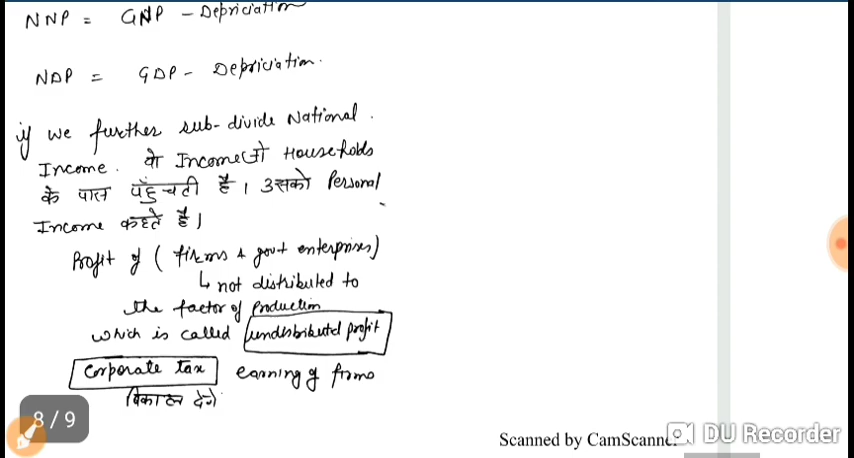 NNP = GNP - Depriciation
NDP = GDP - Depriciation.
if we further sub-divide National
Income. वो Income जो Households
के पास पहुँचती है। उसको Personal
Income कहते है।
Profit of ( firms & govt enterprises)
↳ not distributed to
the factor of Production
which is called undistributed profit
Corporate tax earning of firms
निकाल देंगे
8 / 9
Scanned by CamScanne
DU Recorder